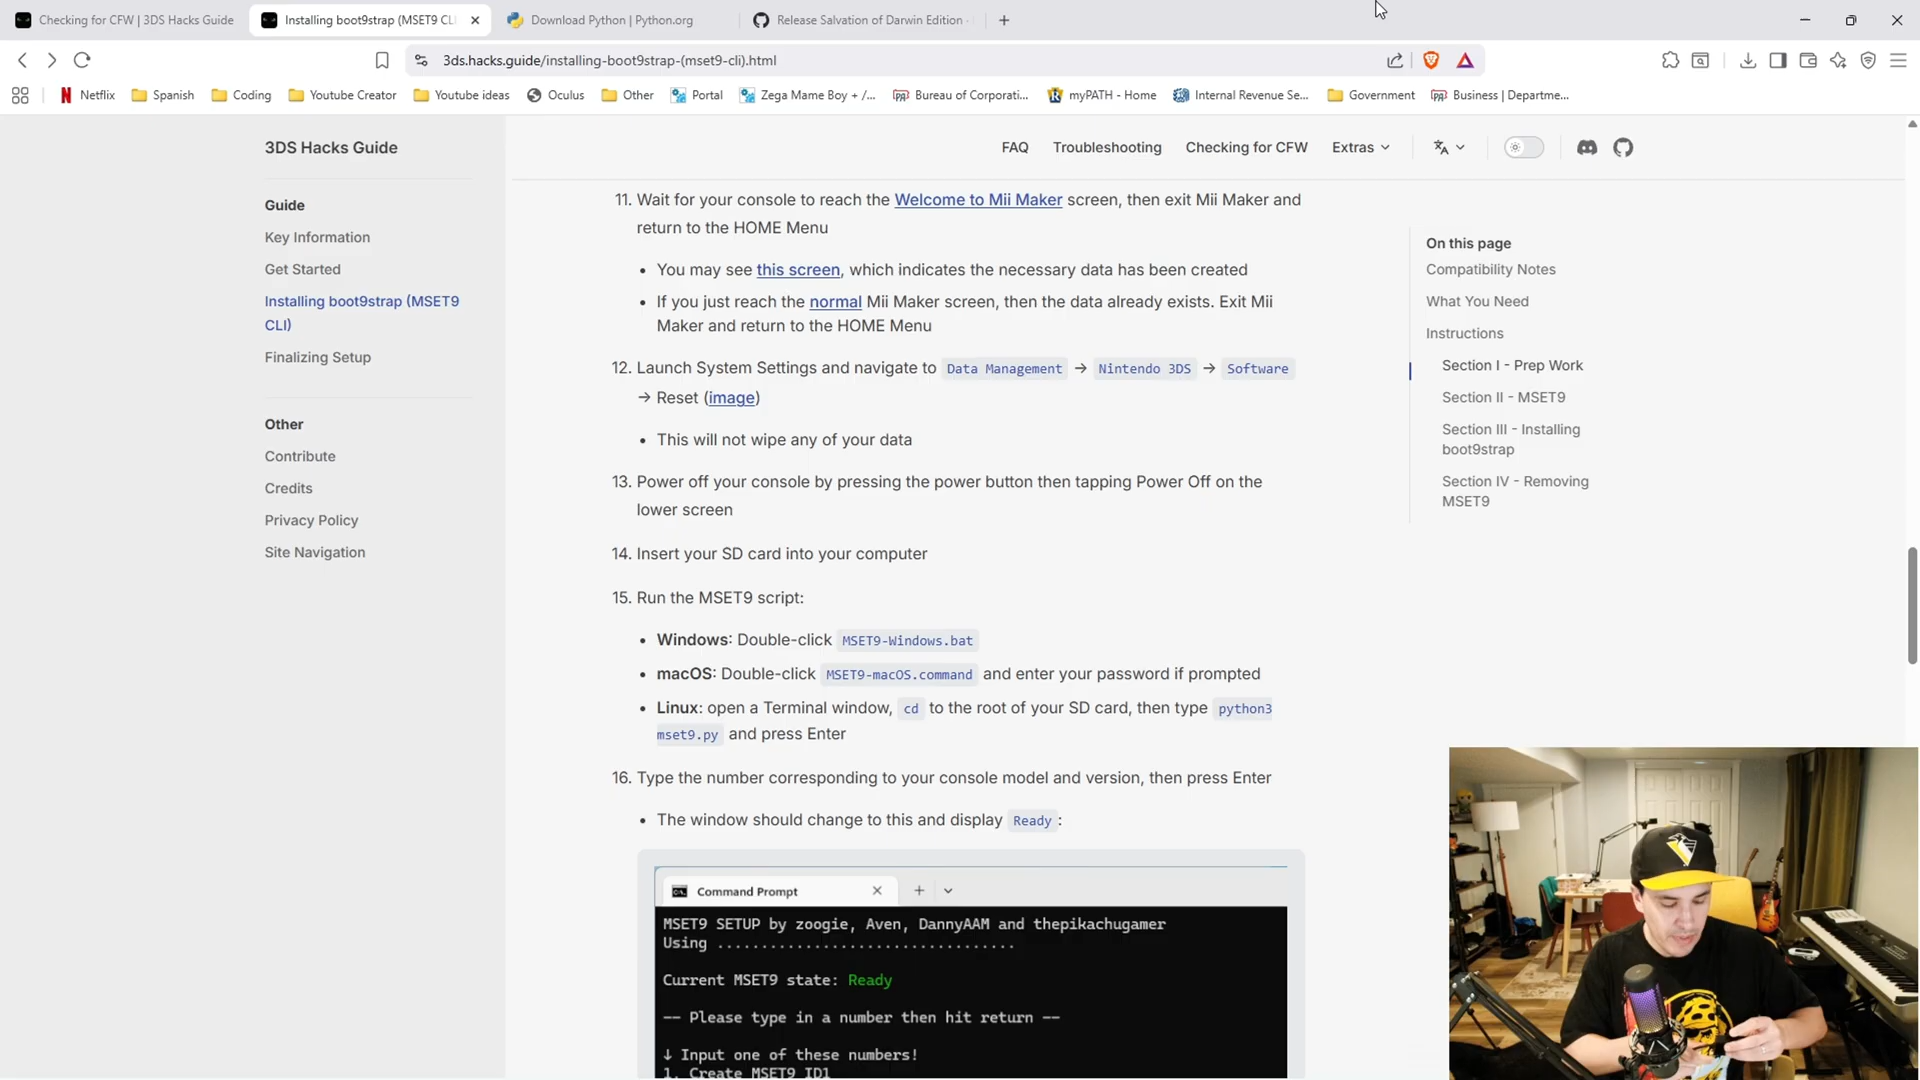 Checking for CFW | 3DS Hacks Guide
Installing boot9strap (MSET9 CL
Download Python | Python.org
Release Salvation of Darwin Edition ·
3ds.hacks.guide/installing-boot9strap-(mset9-cli).html
Netflix
Spanish
Coding
Youtube Creator
Youtube ideas
Oculus
Other
Portal
Zega Mame Boy + /...
Bureau of Corporati...
myPATH - Home
Internal Revenue Se...
Government
Business | Departme...
3DS Hacks Guide
FAQ
Troubleshooting
Checking for CFW
Extras
Guide
Key Information
Get Started
Installing boot9strap (MSET9
CLI)
Finalizing Setup
Other
Contribute
Credits
Privacy Policy
Site Navigation
11. Wait for your console to reach the Welcome to Mii Maker screen, then exit Mii Maker and
return to the HOME Menu
• You may see this screen, which indicates the necessary data has been created
• If you just reach the normal Mii Maker screen, then the data already exists. Exit Mii
Maker and return to the HOME Menu
12. Launch System Settings and navigate to Data Management → Nintendo 3DS → Software
→ Reset (image)
• This will not wipe any of your data
13. Power off your console by pressing the power button then tapping Power Off on the
lower screen
14. Insert your SD card into your computer
15. Run the MSET9 script:
• Windows: Double-click MSET9-Windows.bat
• macOS: Double-click MSET9-macOS.command and enter your password if prompted
• Linux: open a Terminal window, cd to the root of your SD card, then type python3
mset9.py and press Enter
16. Type the number corresponding to your console model and version, then press Enter
• The window should change to this and display Ready:
Command Prompt
MSET9 SETUP by zoogie, Aven, DannyAAM and thepikachugamer
Using ................................
Current MSET9 state: Ready
-- Please type in a number then hit return --
↓ Input one of these numbers!
1. Create MSET9 ID1
On this page
Compatibility Notes
What You Need
Instructions
Section I - Prep Work
Section II - MSET9
Section III - Installing
boot9strap
Section IV - Removing
MSET9